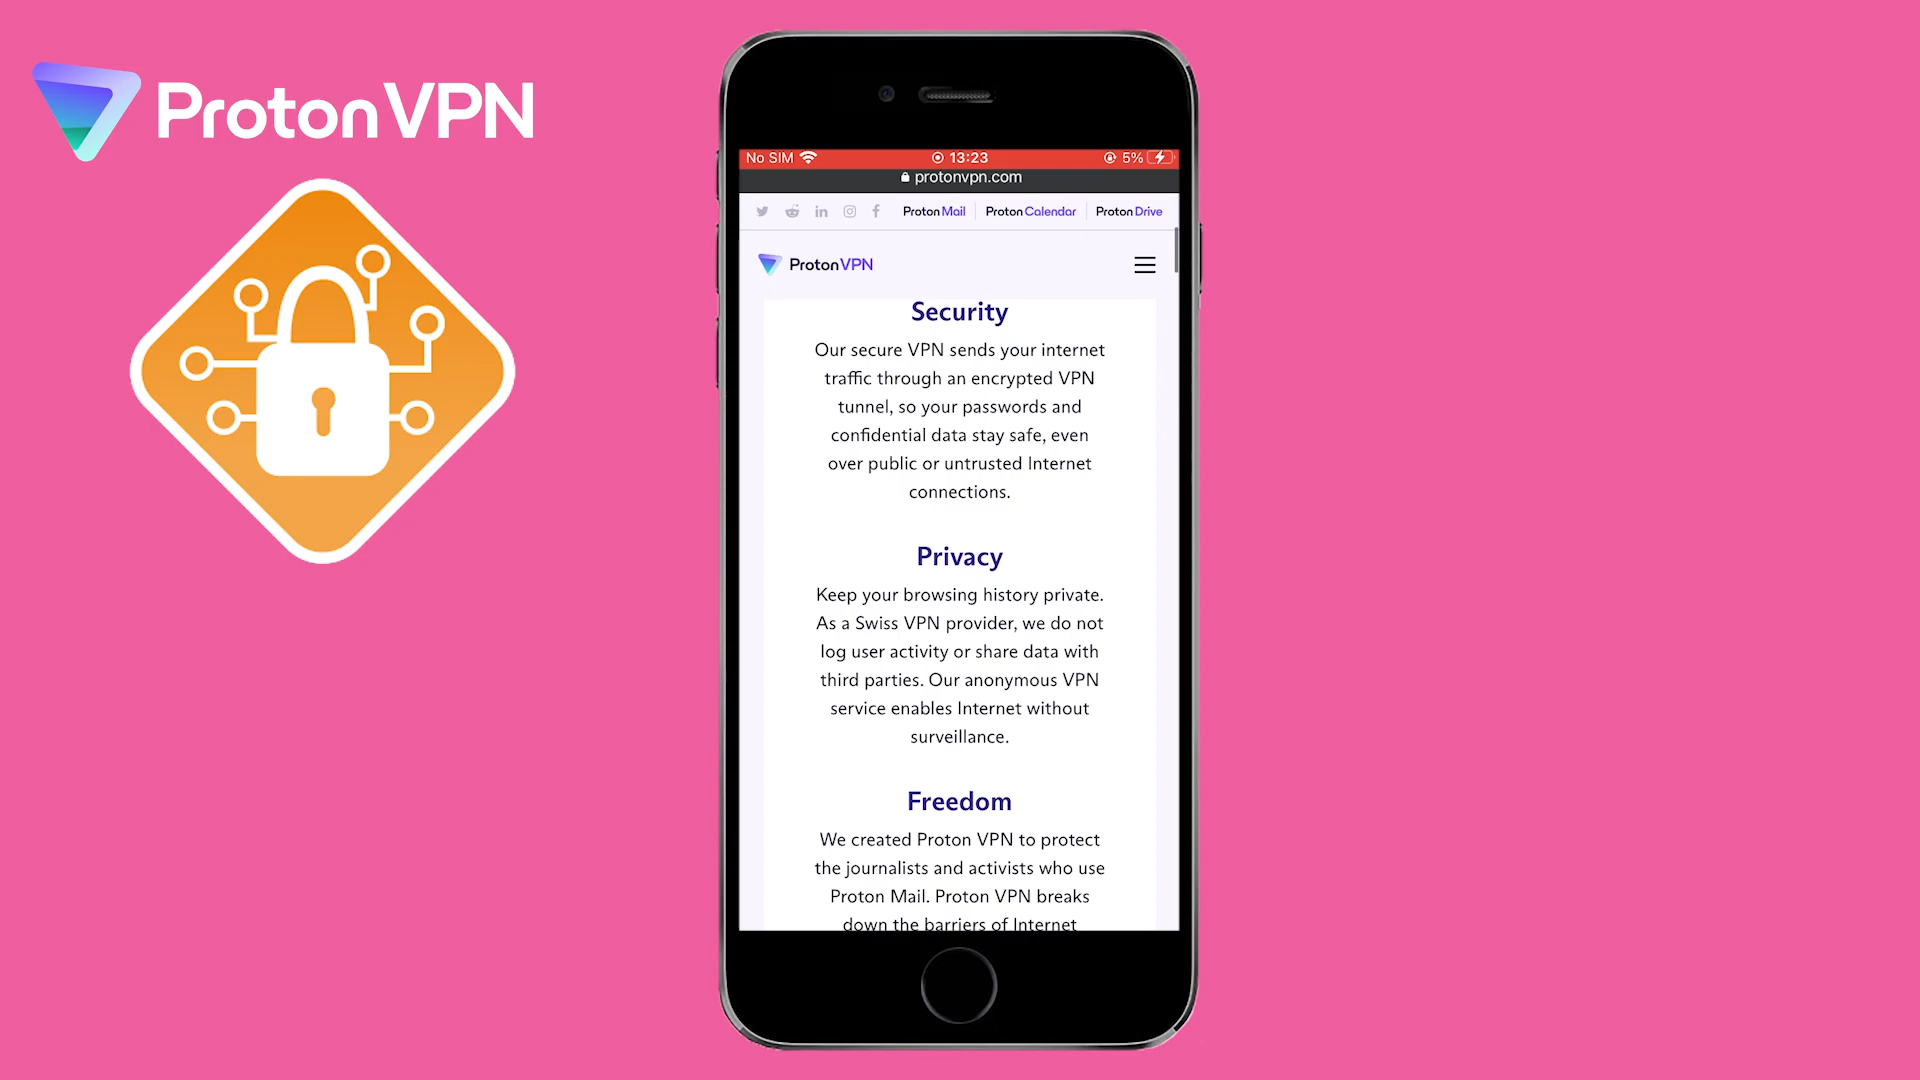 ProtonVPN
No SIM 13:23 5%
protonvpn.com
Proton Mail Proton Calendar Proton Drive
ProtonVPN
Security
Our secure VPN sends your internet
traffic through an encrypted VPN
tunnel, so your passwords and
confidential data stay safe, even
over public or untrusted Internet
connections.
Privacy
Keep your browsing history private.
As a Swiss VPN provider, we do not
log user activity or share data with
third parties. Our anonymous VPN
service enables Internet without
surveillance.
Freedom
We created Proton VPN to protect
the journalists and activists who use
Proton Mail. Proton VPN breaks
down the barriers of Internet